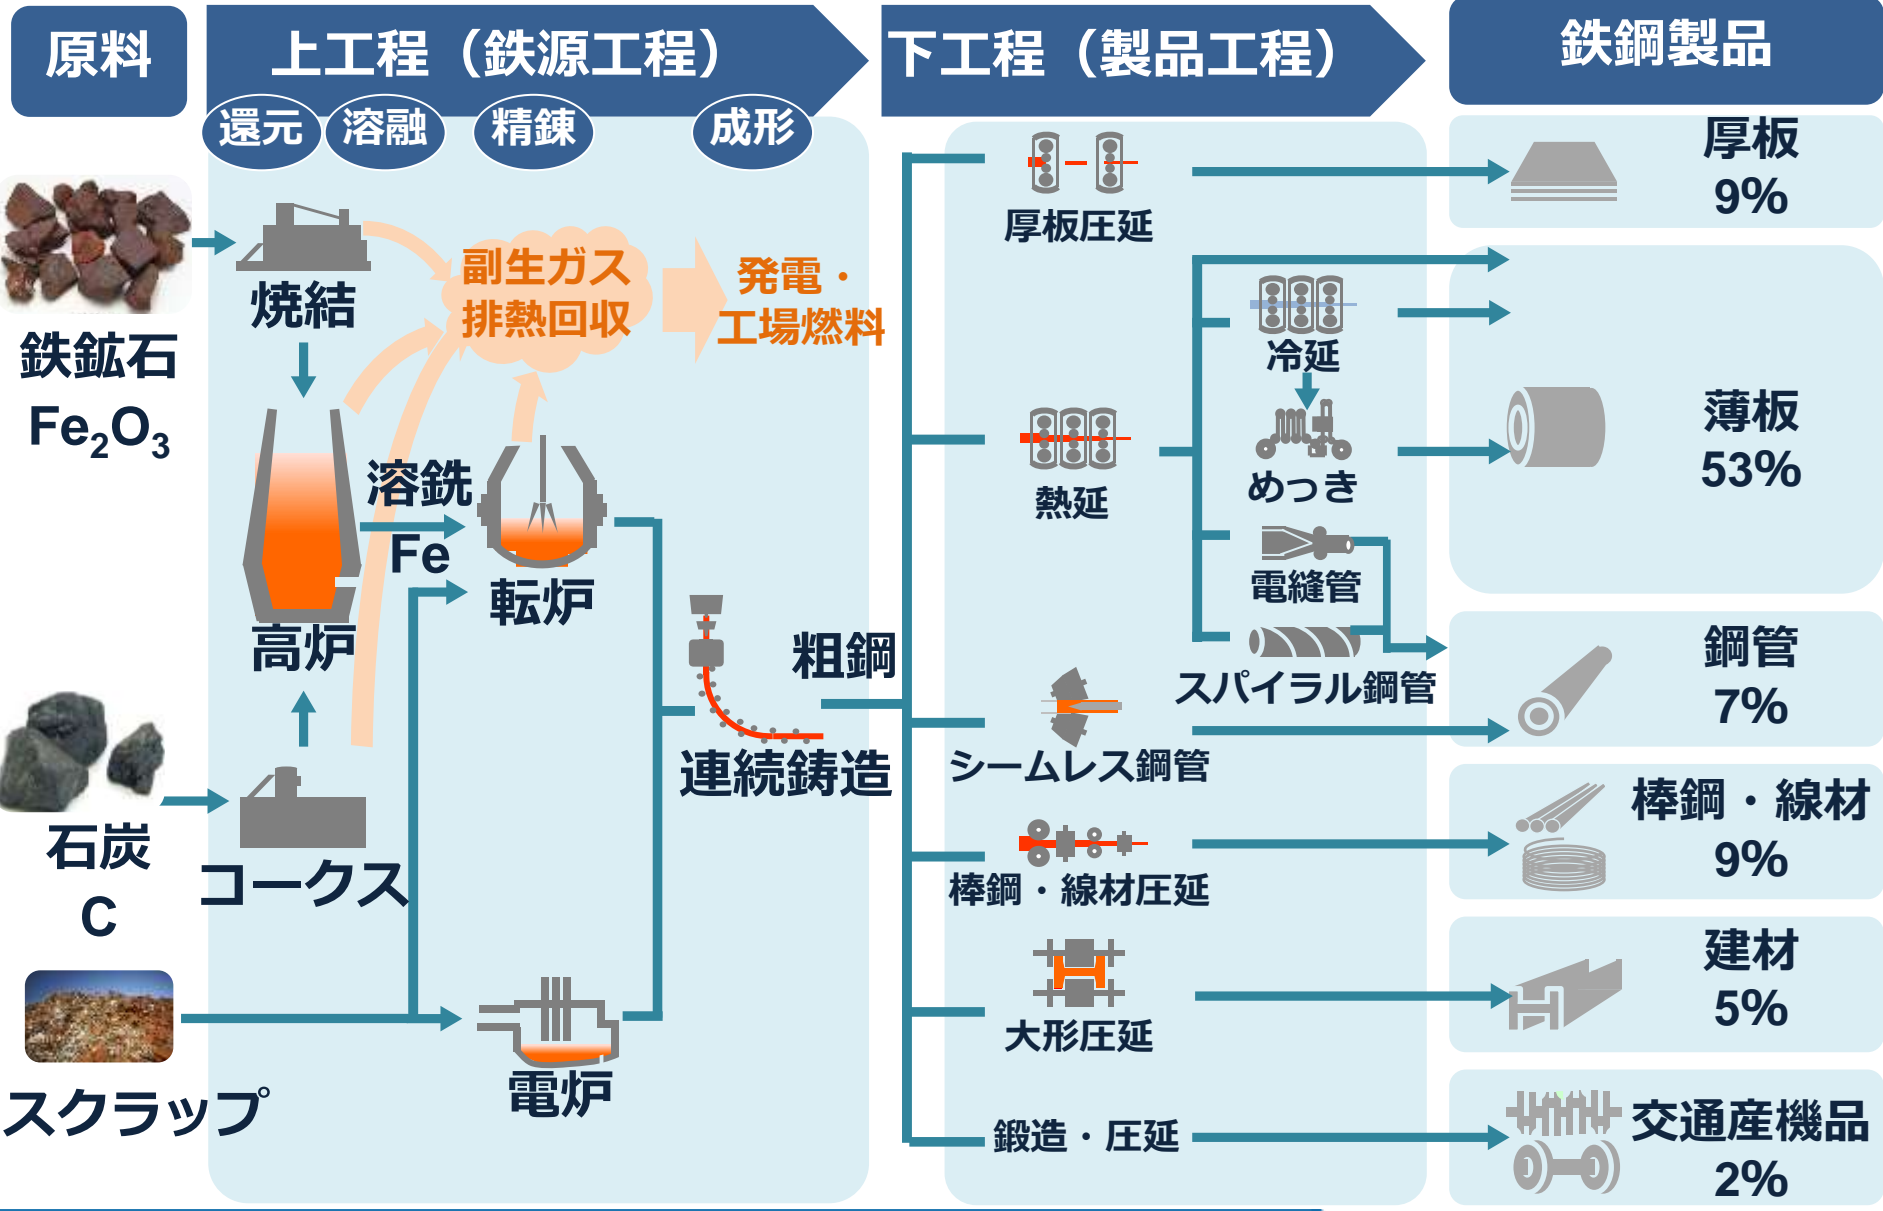 原料
上工程（鉄源工程）
下工程（製品工程）
鉄鋼製品
還元
溶融
精錬
成形
鉄鉱石
Fe2O3
石炭
C
スクラップ
焼結
高炉
コークス
溶銑
Fe
副生ガス
排熱回収
発電・
工場燃料
転炉
電炉
連続鋳造
粗鋼
厚板圧延
熱延
冷延
めっき
電縫管
スパイラル鋼管
シームレス鋼管
棒鋼・線材圧延
大形圧延
鍛造・圧延
厚板
9%
薄板
53%
鋼管
7%
棒鋼・線材
9%
建材
5%
交通産機品
2%